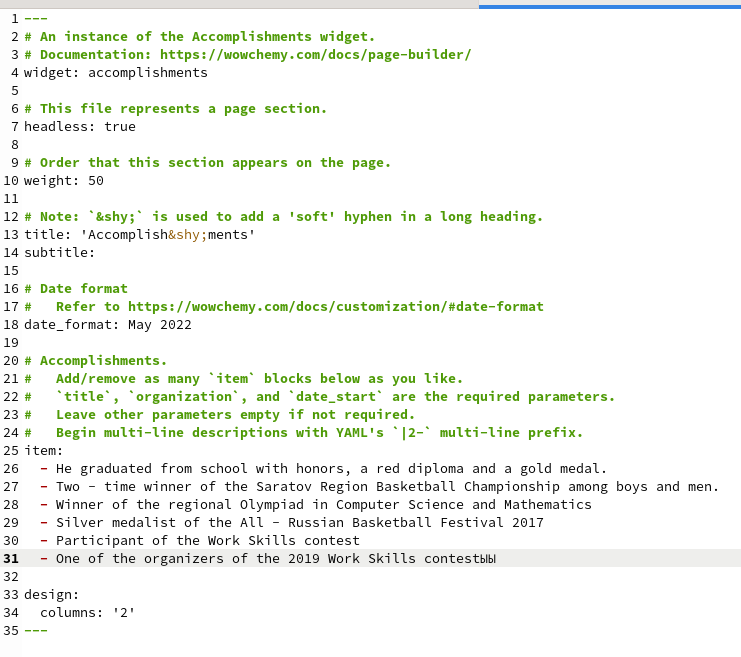 1 ---
2 # An instance of the Accomplishments widget.
3 # Documentation: https://wowchemy.com/docs/page-builder/
4 widget: accomplishments
5
6 # This file represents a page section.
7 headless: true
8
9 # Order that this section appears on the page.
10 weight: 50
11
12 # Note: `&shy;` is used to add a 'soft' hyphen in a long heading.
13 title: 'Accomplish&shy;ments'
14 subtitle:
15
16 # Date format
17 #   Refer to https://wowchemy.com/docs/customization/#date-format
18 date_format: May 2022
19
20 # Accomplishments.
21 #   Add/remove as many `item` blocks below as you like.
22 #   `title`, `organization`, and `date_start` are the required parameters.
23 #   Leave other parameters empty if not required.
24 #   Begin multi-line descriptions with YAML's `|2-` multi-line prefix.
25 item:
26   - He graduated from school with honors, a red diploma and a gold medal.
27   - Two - time winner of the Saratov Region Basketball Championship among boys and men.
28   - Winner of the regional Olympiad in Computer Science and Mathematics
29   - Silver medalist of the All - Russian Basketball Festival 2017
30   - Participant of the Work Skills contest
31   - One of the organizers of the 2019 Work Skills contestыы
32
33 design:
34   columns: '2'
35 ---